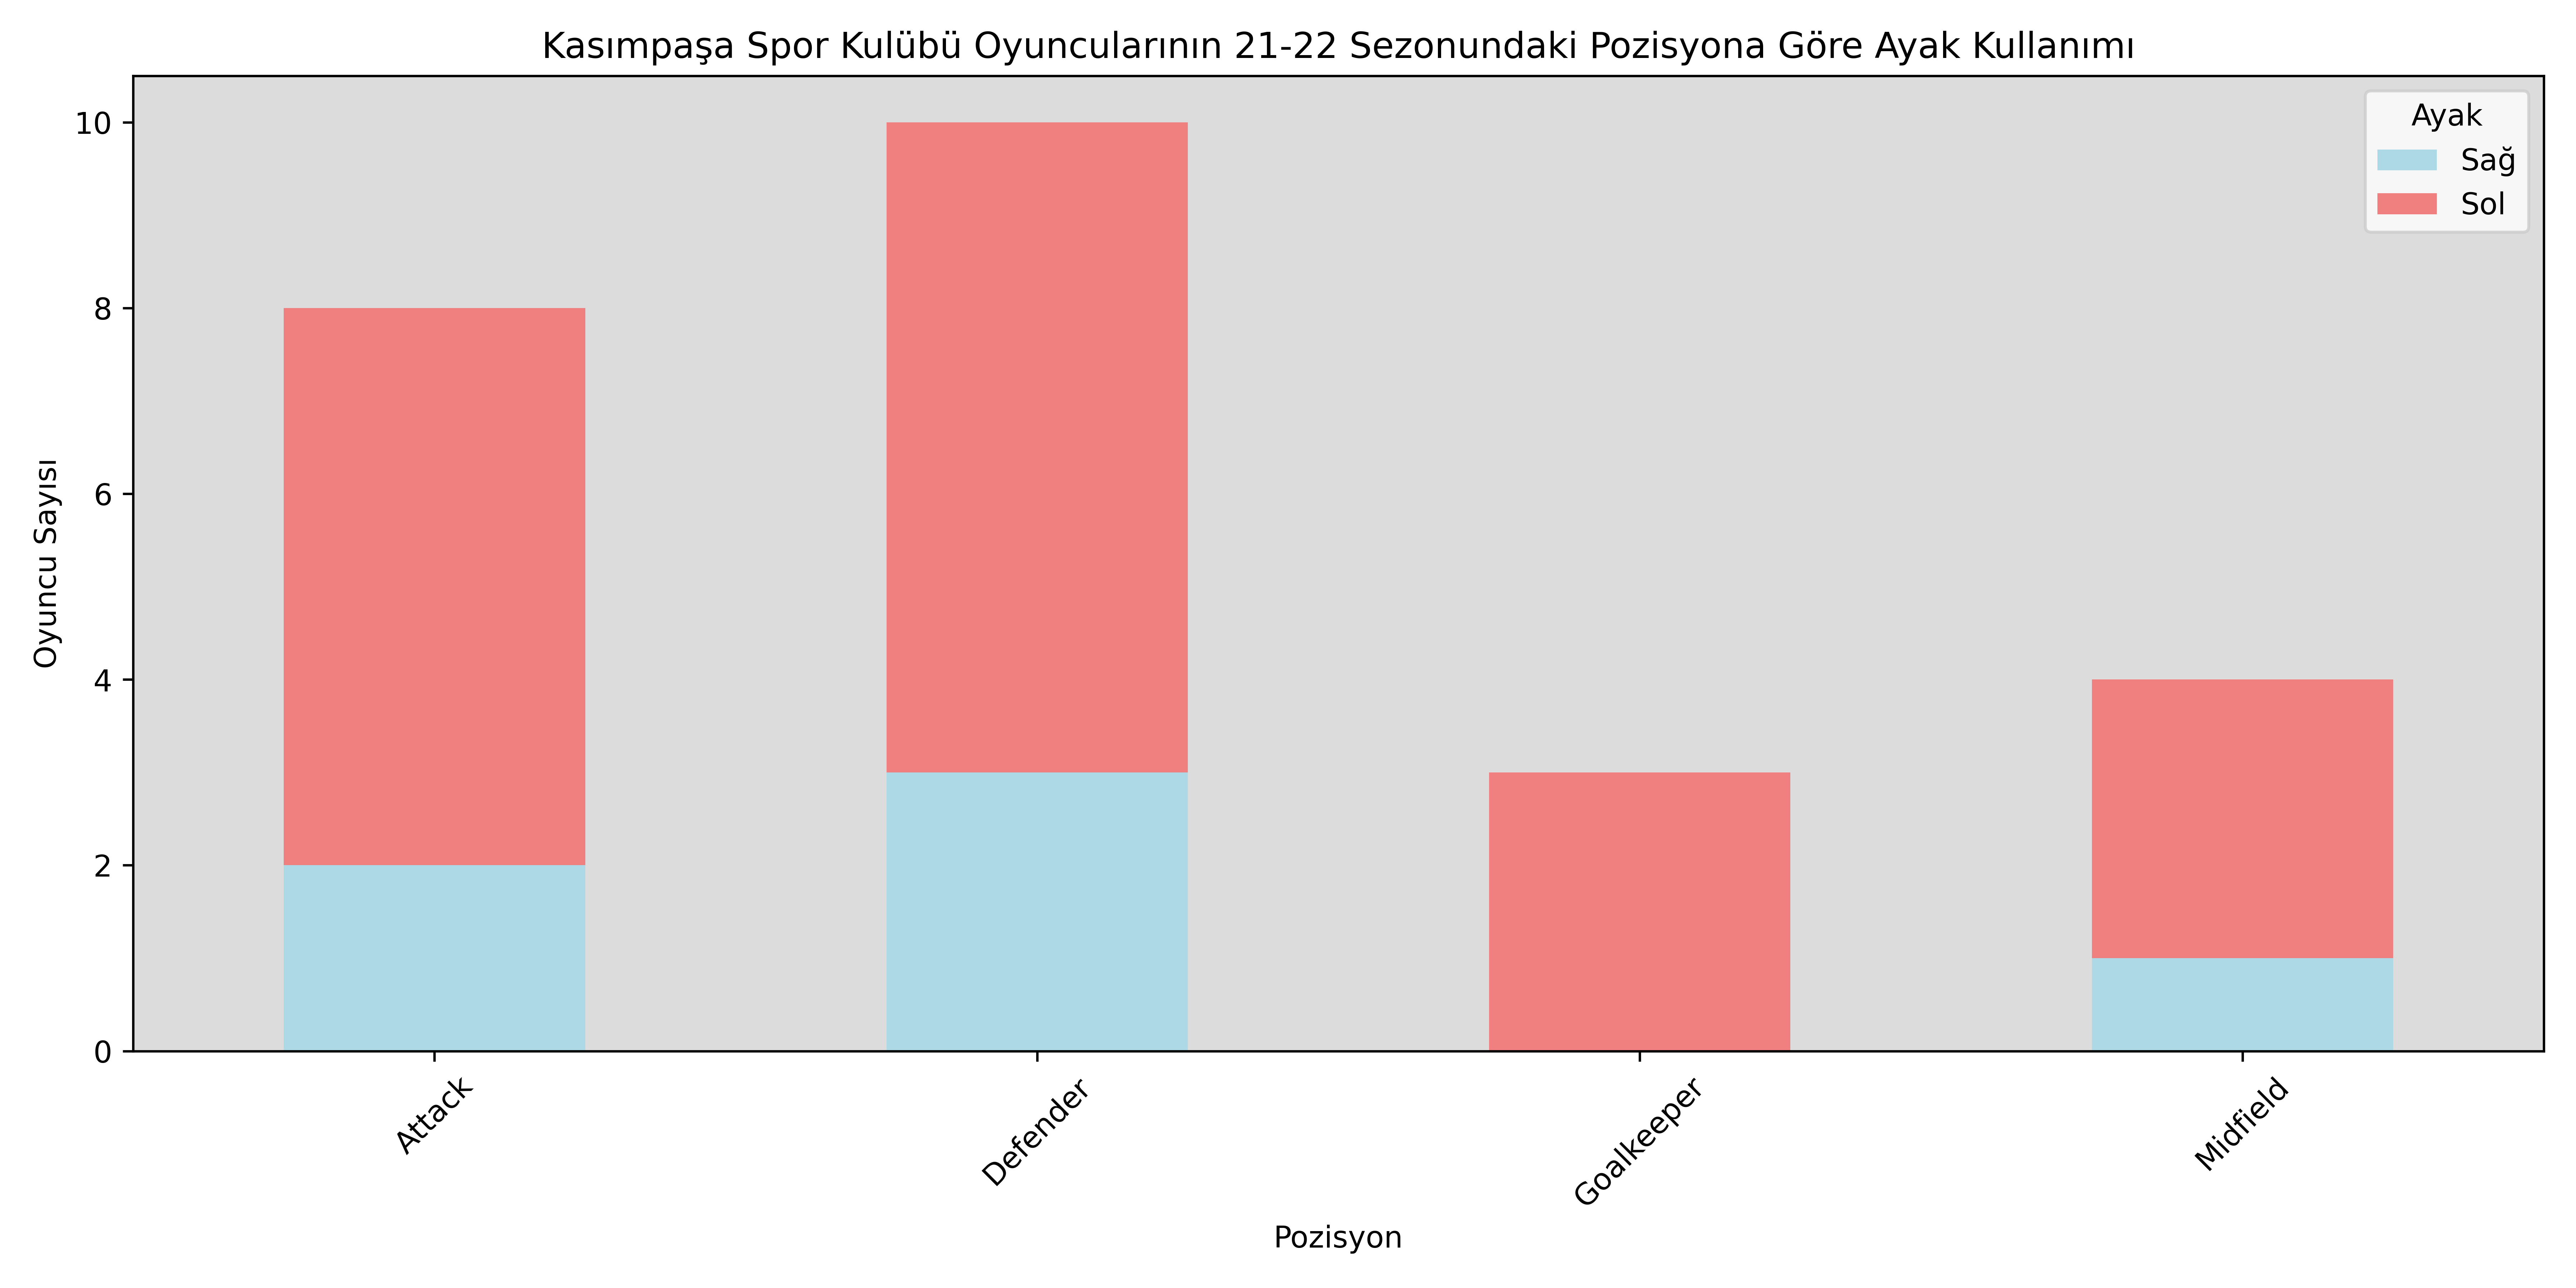 Kasımpaşa Spor Kulübü Oyuncularının 21-22 Sezonundaki Pozisyona Göre Ayak Kullanımı
Ayak
Sağ
Sol
Oyuncu Sayısı
10
8
6
4
2
0
Attack
Defender
Goalkeeper
Midfield
Pozisyon